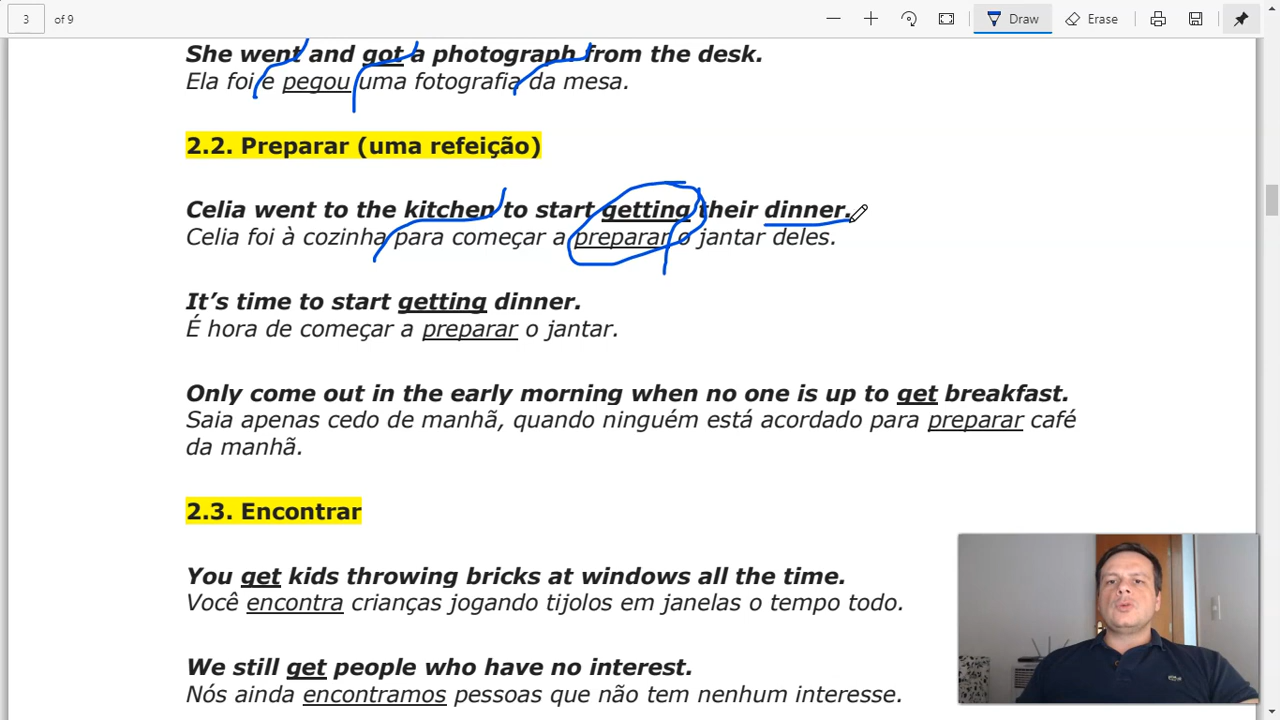 3 of 9 Draw Erase
She went and got a photograph from the desk.
Ela foi e pegou uma fotografia da mesa.
2.2. Preparar (uma refeição)
Celia went to the kitchen to start getting their dinner.
Celia foi à cozinha para começar a preparar o jantar deles.
It’s time to start getting dinner.
É hora de começar a preparar o jantar.
Only come out in the early morning when no one is up to get breakfast.
Saia apenas cedo de manhã, quando ninguém está acordado para preparar café
da manhã.
2.3. Encontrar
You get kids throwing bricks at windows all the time.
Você encontra crianças jogando tijolos em janelas o tempo todo.
We still get people who have no interest.
Nós ainda encontramos pessoas que não tem nenhum interesse.